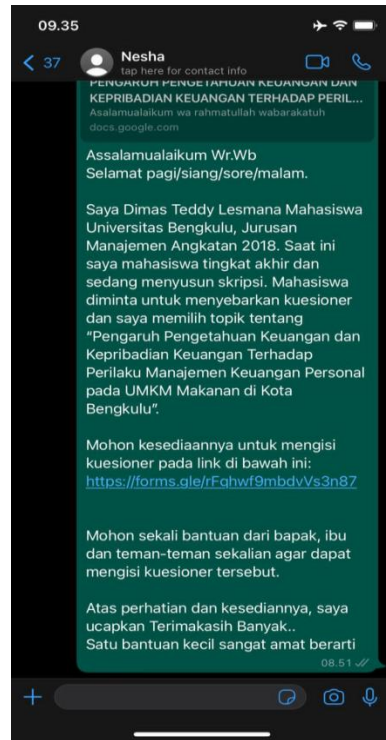 09.35
37
Nesha
tap here for contact info
PENGARUH PENGETAHUAN KEUANGAN DAN
KEPRIBADIAN KEUANGAN TERHADAP PERIL...
Asalamualaikum wa rahmatullah wabarakatuh
docs.google.com
Assalamualaikum Wr.Wb
Selamat pagi/siang/sore/malam.
Saya Dimas Teddy Lesmana Mahasiswa
Universitas Bengkulu, Jurusan
Manajemen Angkatan 2018. Saat ini
saya mahasiswa tingkat akhir dan
sedang menyusun skripsi. Mahasiswa
diminta untuk menyebarkan kuesioner
dan saya memilih topik tentang
“Pengaruh Pengetahuan Keuangan dan
Kepribadian Keuangan Terhadap
Perilaku Manajemen Keuangan Personal
pada UMKM Makanan di Kota
Bengkulu”.
Mohon kesediaannya untuk mengisi
kuesioner pada link di bawah ini:
https://forms.gle/rFqhwf9mbdvVs3n87
Mohon sekali bantuan dari bapak, ibu
dan teman-teman sekalian agar dapat
mengisi kuesioner tersebut.
Atas perhatian dan kesediannya, saya
ucapkan Terimakasih Banyak..
Satu bantuan kecil sangat amat berarti
08.51